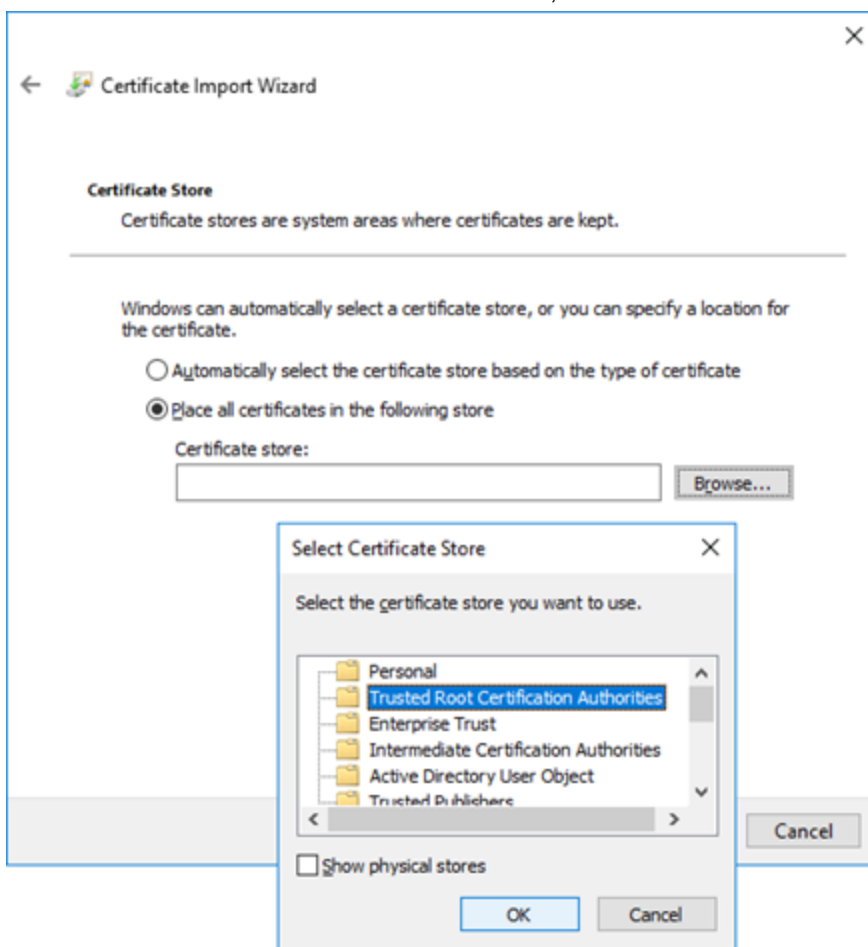 Certificate Import Wizard
Certificate Store
Certificate stores are system areas where certificates are kept.
Windows can automatically select a certificate store, or you can specify a location for
the certificate.
Automatically select the certificate store based on the type of certificate
Place all certificates in the following store
Certificate store:
Browse...
Select Certificate Store
Select the certificate store you want to use.
Personal
Trusted Root Certification Authorities
Enterprise Trust
Intermediate Certification Authorities
Active Directory User Object
Trusted Publishers
Cancel
Show physical stores
OK
Cancel